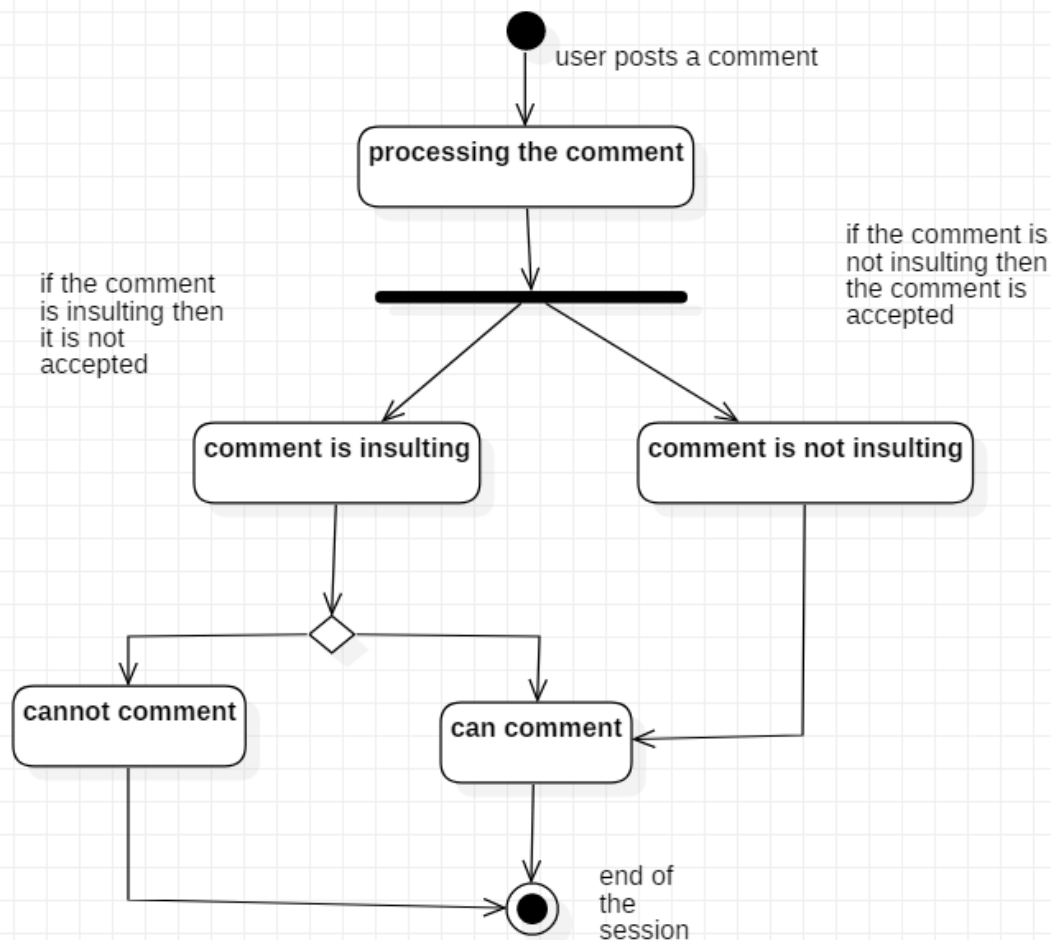 user posts a comment
processing the comment
if the comment is
not insulting then
the comment is
accepted
if the comment
is insulting then
it is not
accepted
comment is insulting
comment is not insulting
cannot comment
can comment
end of
the
session